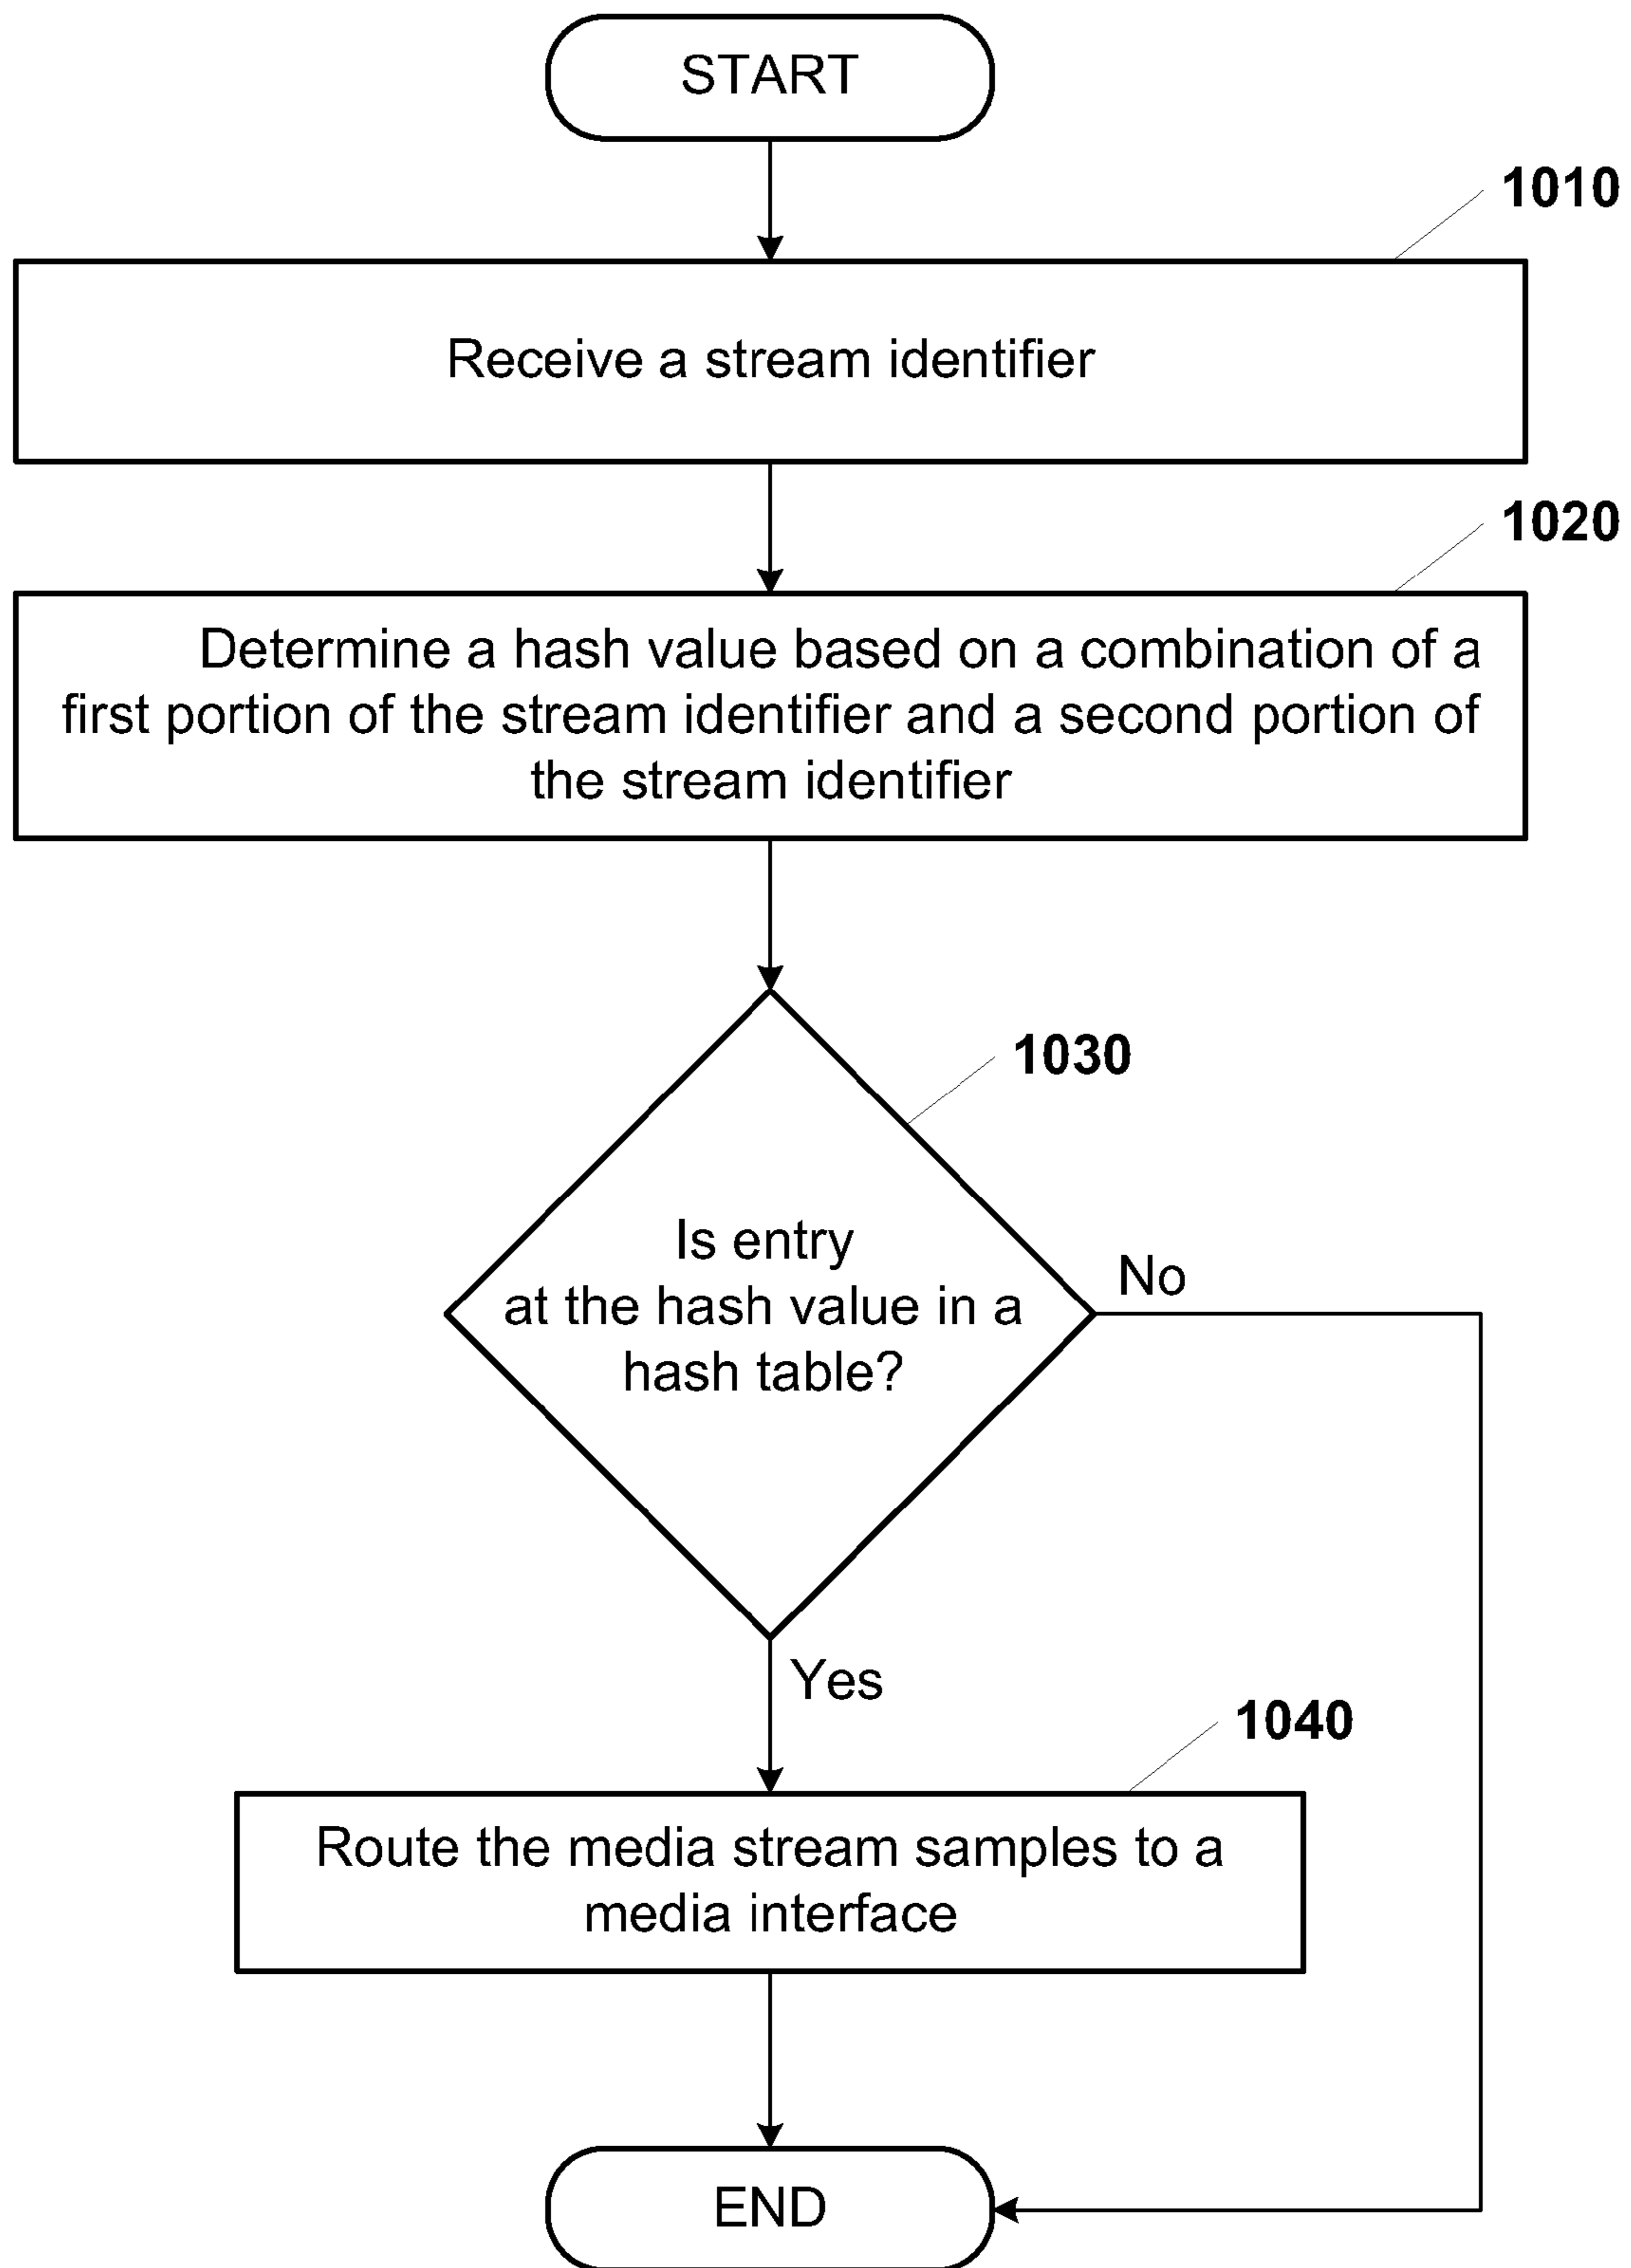 START
1010
Receive a stream identifier
1020
Determine a hash value based on a combination of a
first portion of the stream identifier and a second portion of
the stream identifier
1030
Is entry
at the hash value in a
hash table?
No
Yes
1040
Route the media stream samples to a
media interface
END